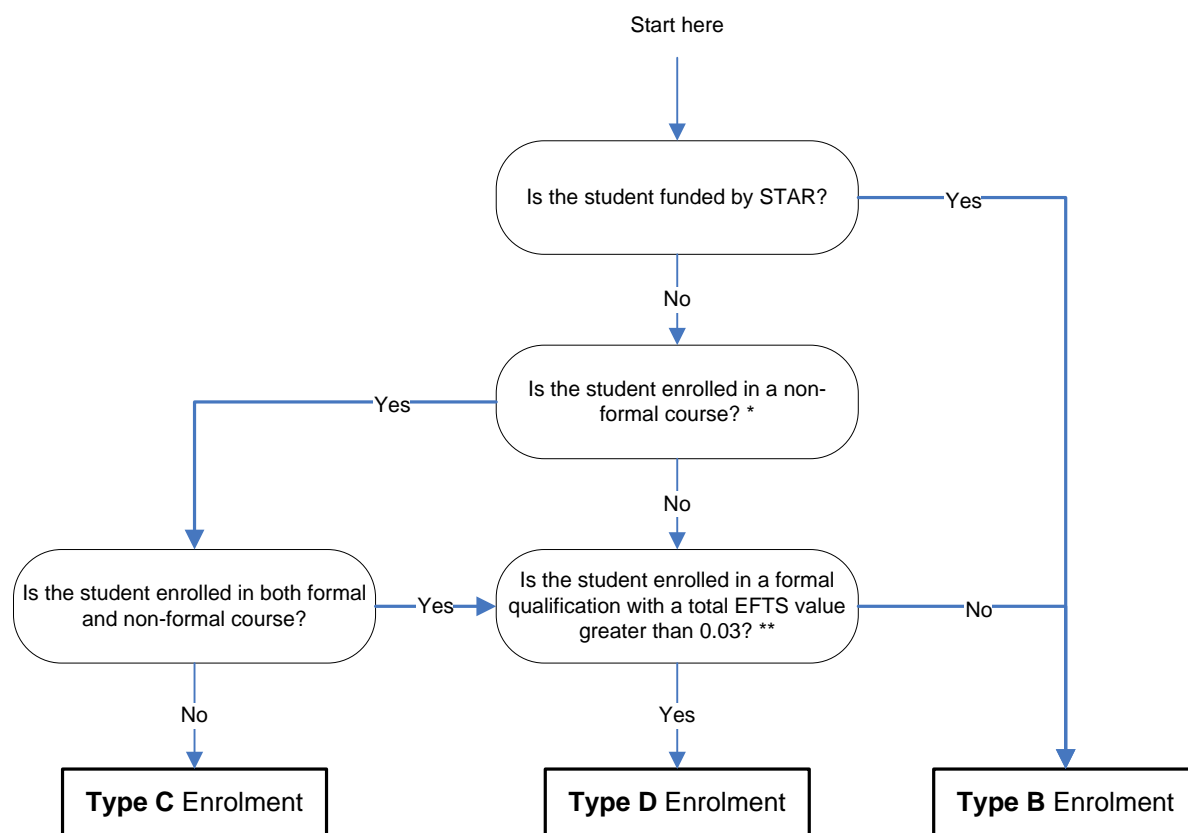 Start here
Is the student funded by STAR?
Yes
No
Is the student enrolled in a non-
formal course? *
Yes
No
Is the student enrolled in both formal
and non-formal course?
Yes
Is the student enrolled in a formal
qualification with a total EFTS value
greater than 0.03? **
No
No
Yes
Type C Enrolment
Type D Enrolment
Type B Enrolment